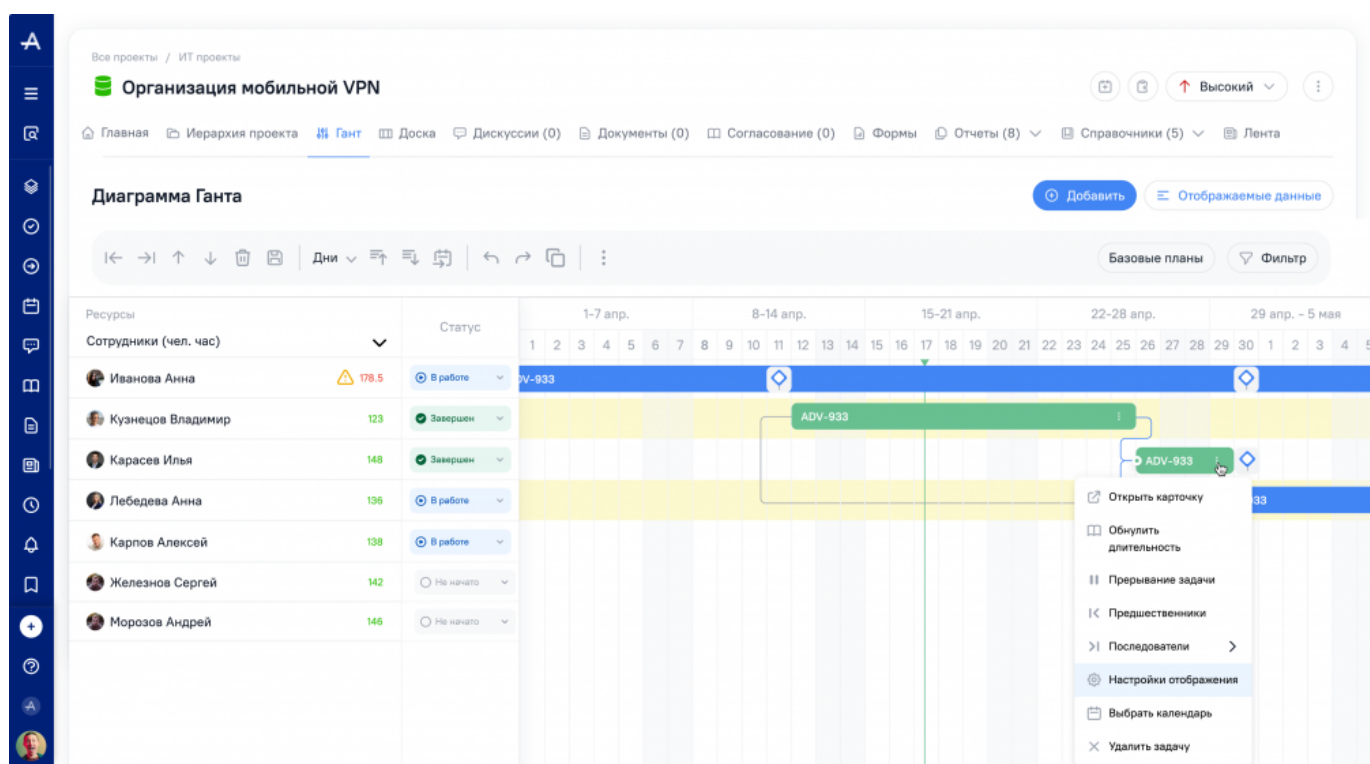 Все проекты / ИТ проекты
Организация мобильной VPN
Высокий
Главная Иерархия проекта Гант Доска Дискуссии (0) Документы (0) Согласование (0) Формы Отчеты (8) Справочники (5) Лента
Диаграмма Ганта
Добавить Отображаемые данные
Дни Базовые планы Фильтр
Ресурсы Статус 1-7 апр. 8-14 апр. 15-21 апр. 22-28 апр. 29 апр. - 5 мая
Сотрудники (чел. час) 1 2 3 4 5 6 7 8 9 10 11 12 13 14 15 16 17 18 19 20 21 22 23 24 25 26 27 28 29 30 1 2 3 4 5
Иванова Анна 178.5 В работе DV-933
Кузнецов Владимир 123 Завершен ADV-933
Карасев Илья 148 Завершен ADV-933
Лебедева Анна 136 В работе 33
Карпов Алексей 138 В работе
Железнов Сергей 142 Не начато
Морозов Андрей 146 Не начато
Открыть карточку
Обнулить
длительность
Прерывание задачи
Предшественники
Последователи
Настройки отображения
Выбрать календарь
Удалить задачу